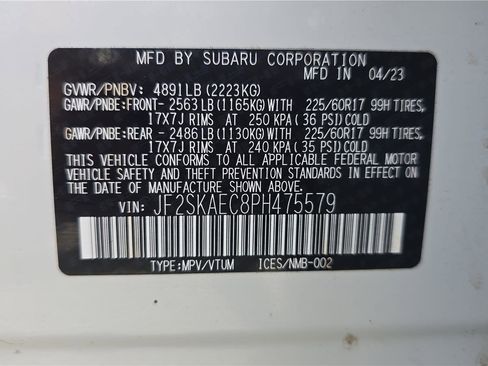 MFD BY SUBARU CORPORATION
MFD IN 04/23
GVWR/PNBV: 4891LB (2223KG)
GAWR/PNBE:FRONT- 2563LB (1165KG)WITH 225/60R17 99H TIRES,
17X7J RIMS AT 250 KPA (36 PSI)COLD
GAWR/PNBE:REAR - 2486LB (1130KG)WITH 225/60R17 99H TIRES,
17X7J RIMS AT 240 KPA (35 PSI)COLD
THIS VEHICLE CONFORMS TO ALL APPLICABLE FEDERAL MOTOR
VEHICLE SAFETY AND THEFT PREVENTION STANDARDS IN EFFECT
ON THE DATE OF MANUFACTURE SHOWN ABOVE.
VIN: JF2SKAEC8PH475579
TYPE:MPV/VTUM ICES/NMB-002